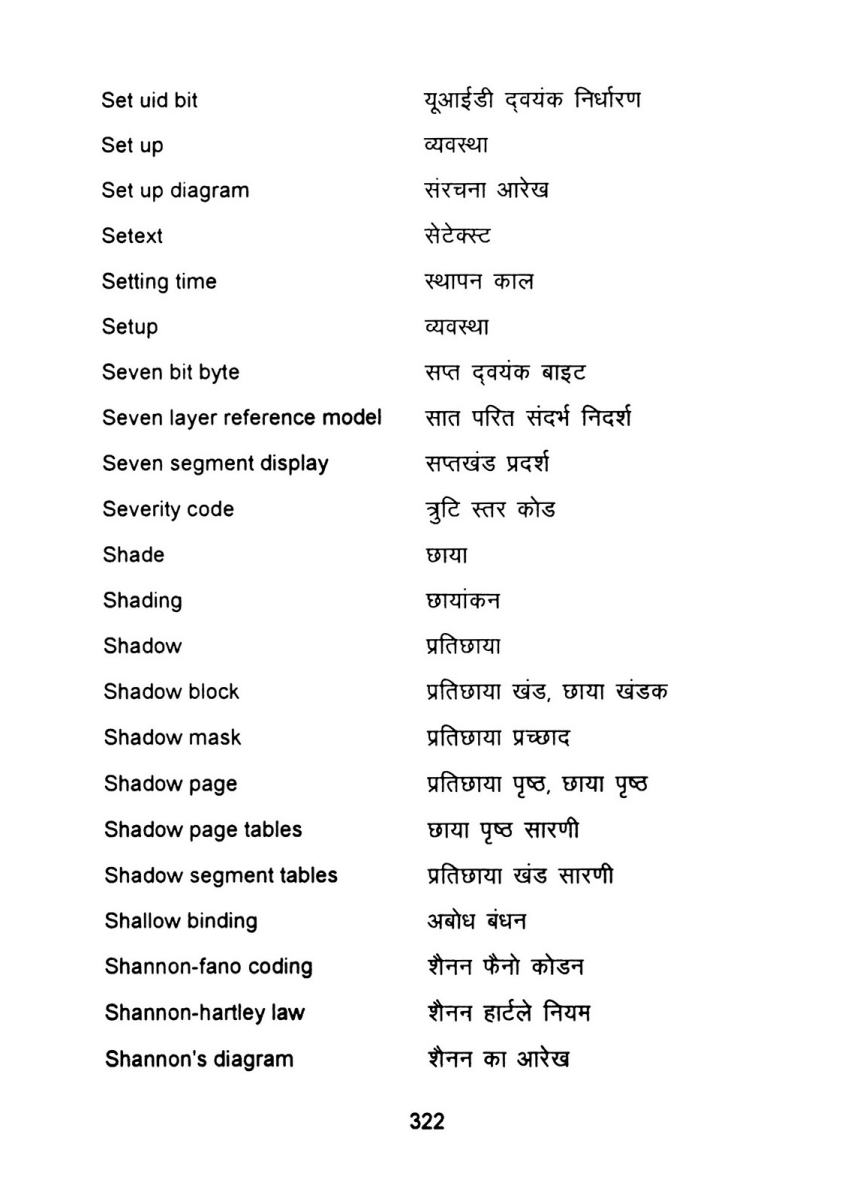 Set uid bit यूआईडी द्वयंक निर्धारण
Set up व्यवस्था
Set up diagram संरचना आरेख
Setext सेटेक्स्ट
Setting time स्थापन काल
Setup व्यवस्था
Seven bit byte सप्त द्वयंक बाइट
Seven layer reference model सात परित संदर्भ निदर्श
Seven segment display सप्तखंड प्रदर्श
Severity code त्रुटि स्तर कोड
Shade छाया
Shading छायांकन
Shadow प्रतिछाया
Shadow block प्रतिछाया खंड, छाया खंडक
Shadow mask प्रतिछाया प्रच्छाद
Shadow page प्रतिछाया पृष्ठ, छाया पृष्ठ
Shadow page tables छाया पृष्ठ सारणी
Shadow segment tables प्रतिछाया खंड सारणी
Shallow binding अबोध बंधन
Shannon-fano coding शैनन फैनो कोडन
Shannon-hartley law शैनन हार्टले नियम
Shannon's diagram शैनन का आरेख
322